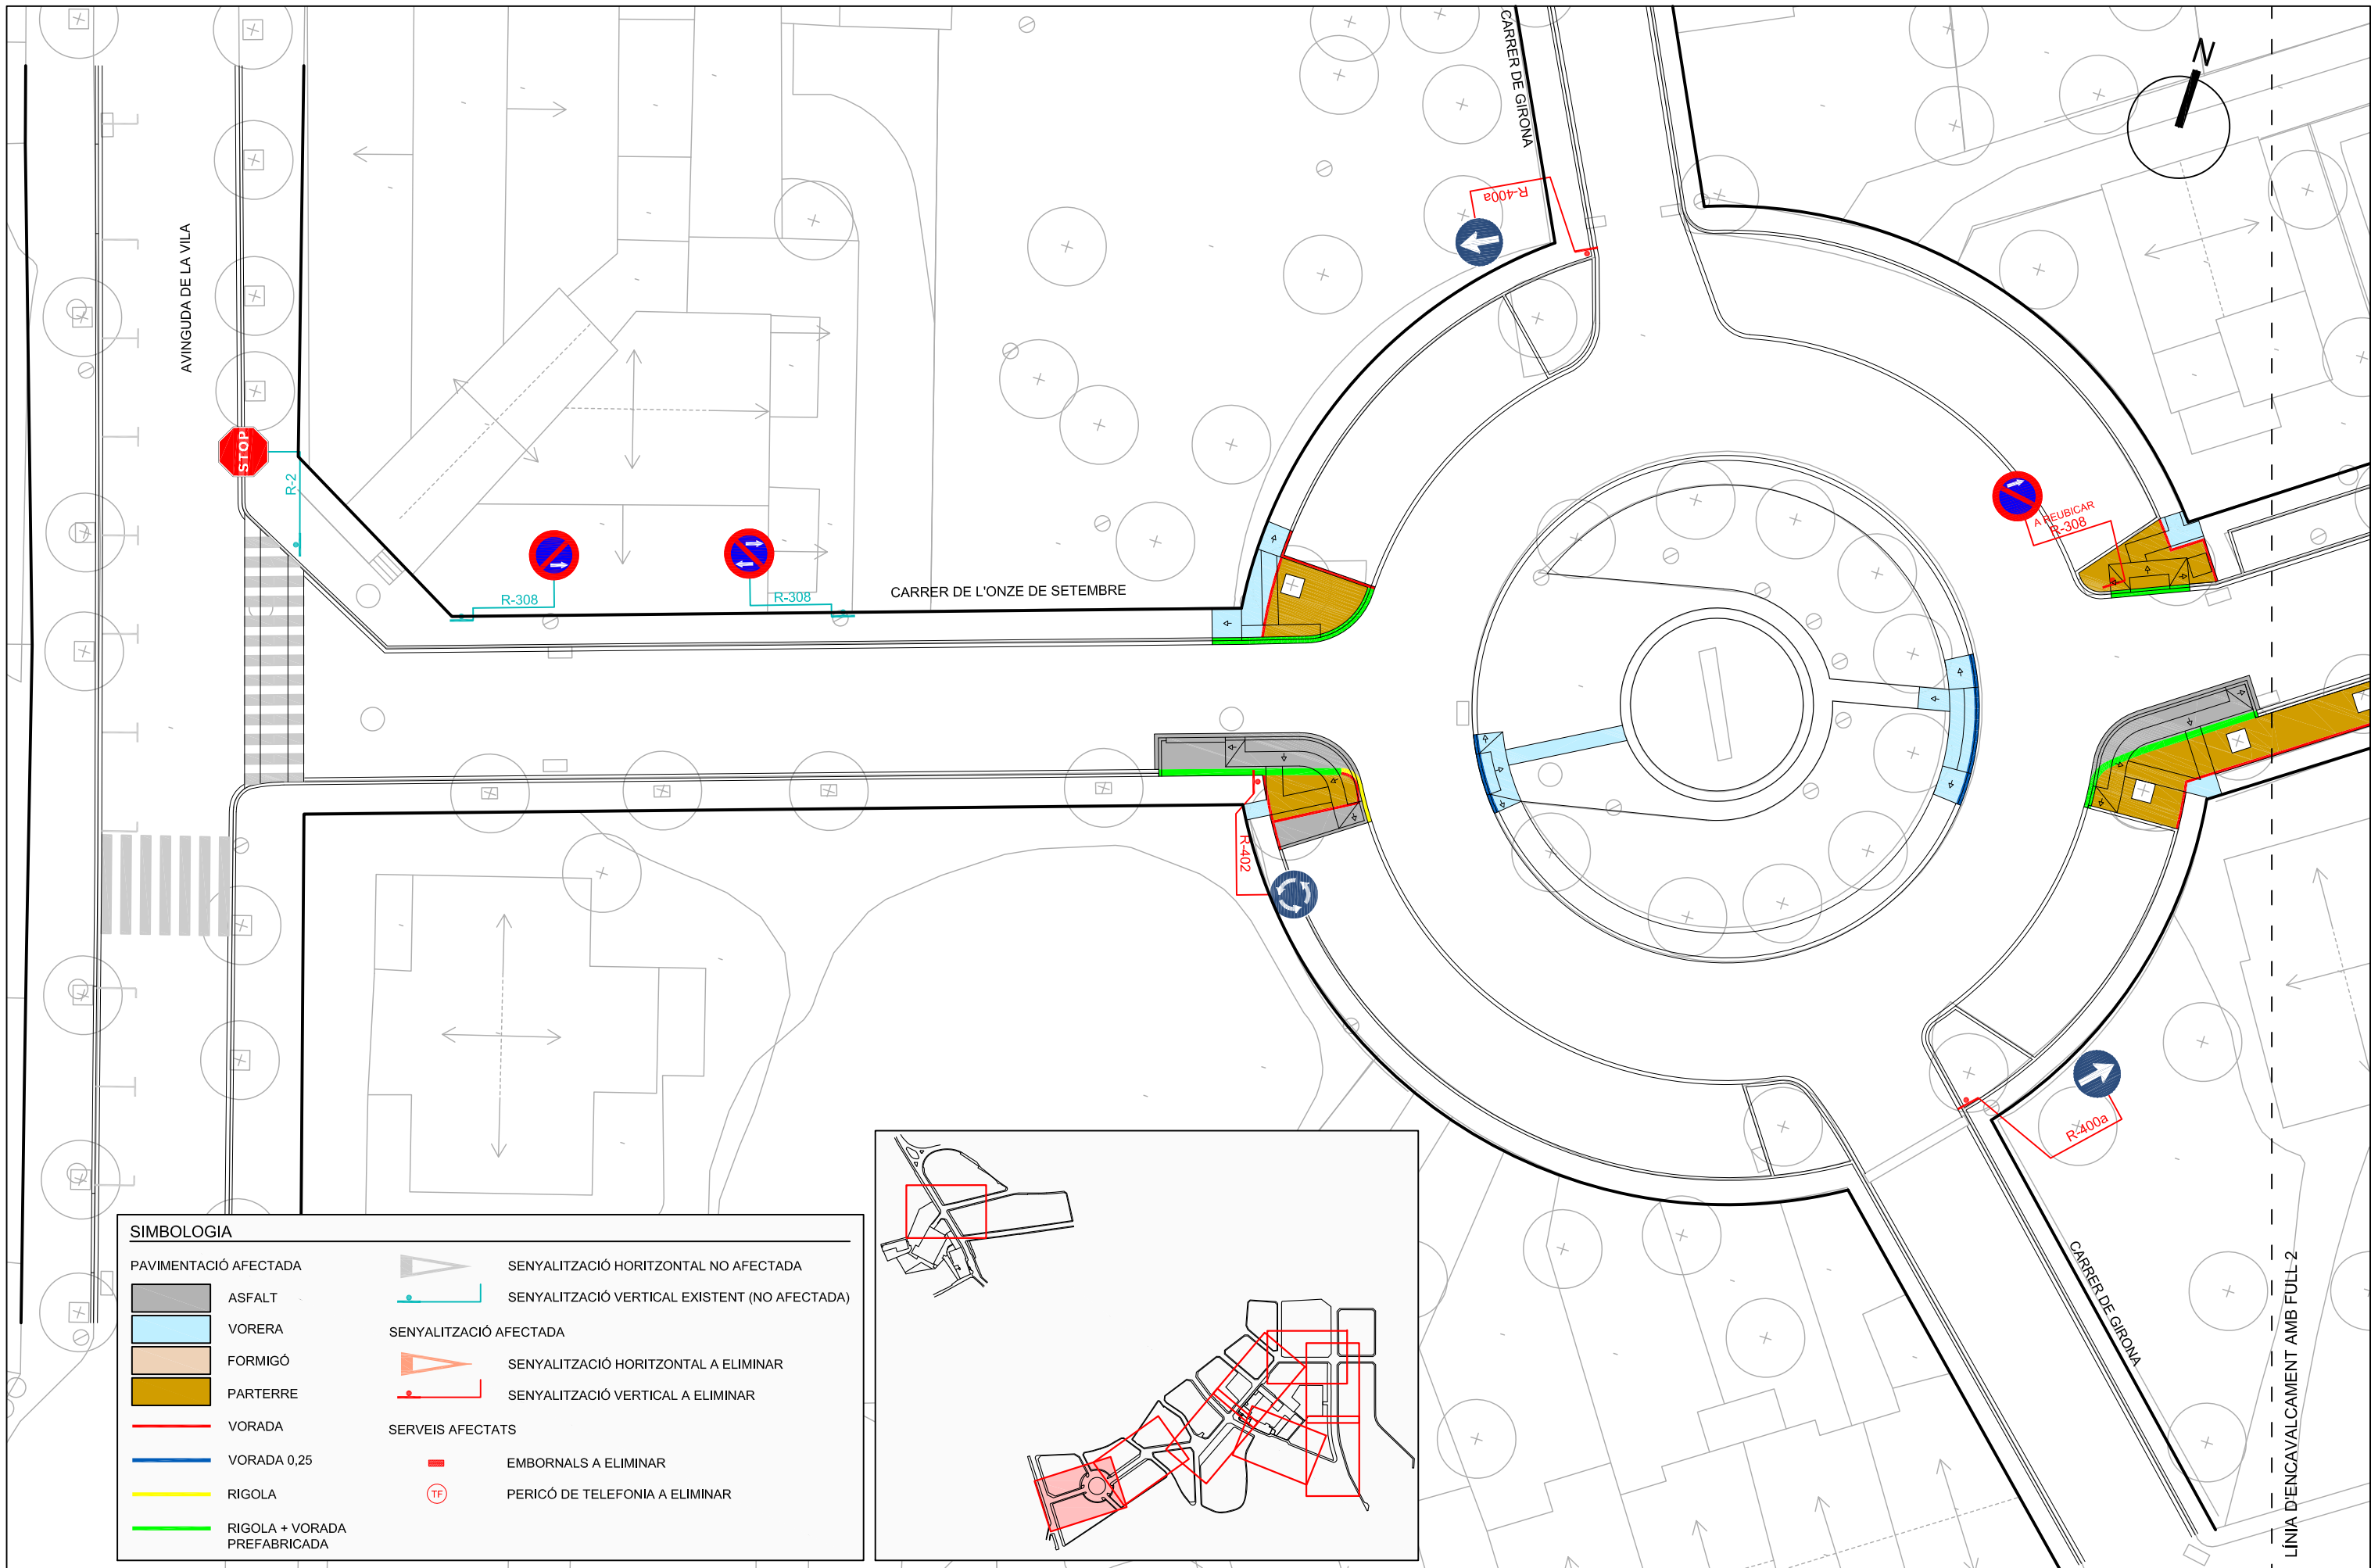 CARRER DE GIRONA
N
R-400a
AVINGUDA DE LA VILA
STOP
R-2
R-308
R-308
CARRER DE L'ONZE DE SETEMBRE
A REUBICAR
R-308
R-402
R-400a
CARRER DE GIRONA
LÍNIA D'ENCAVALCAMENT AMB FULL 2
SIMBOLOGIA
PAVIMENTACIÓ AFECTADA
ASFALT
VORERA
FORMIGÓ
PARTERRE
VORADA
VORADA 0,25
RIGOLA
RIGOLA + VORADA
PREFABRICADA
SENYALITZACIÓ HORITZONTAL NO AFECTADA
SENYALITZACIÓ VERTICAL EXISTENT (NO AFECTADA)
SENYALITZACIÓ AFECTADA
SENYALITZACIÓ HORITZONTAL A ELIMINAR
SENYALITZACIÓ VERTICAL A ELIMINAR
SERVEIS AFECTATS
EMBORNALS A ELIMINAR
TF
PERICÓ DE TELEFONIA A ELIMINAR